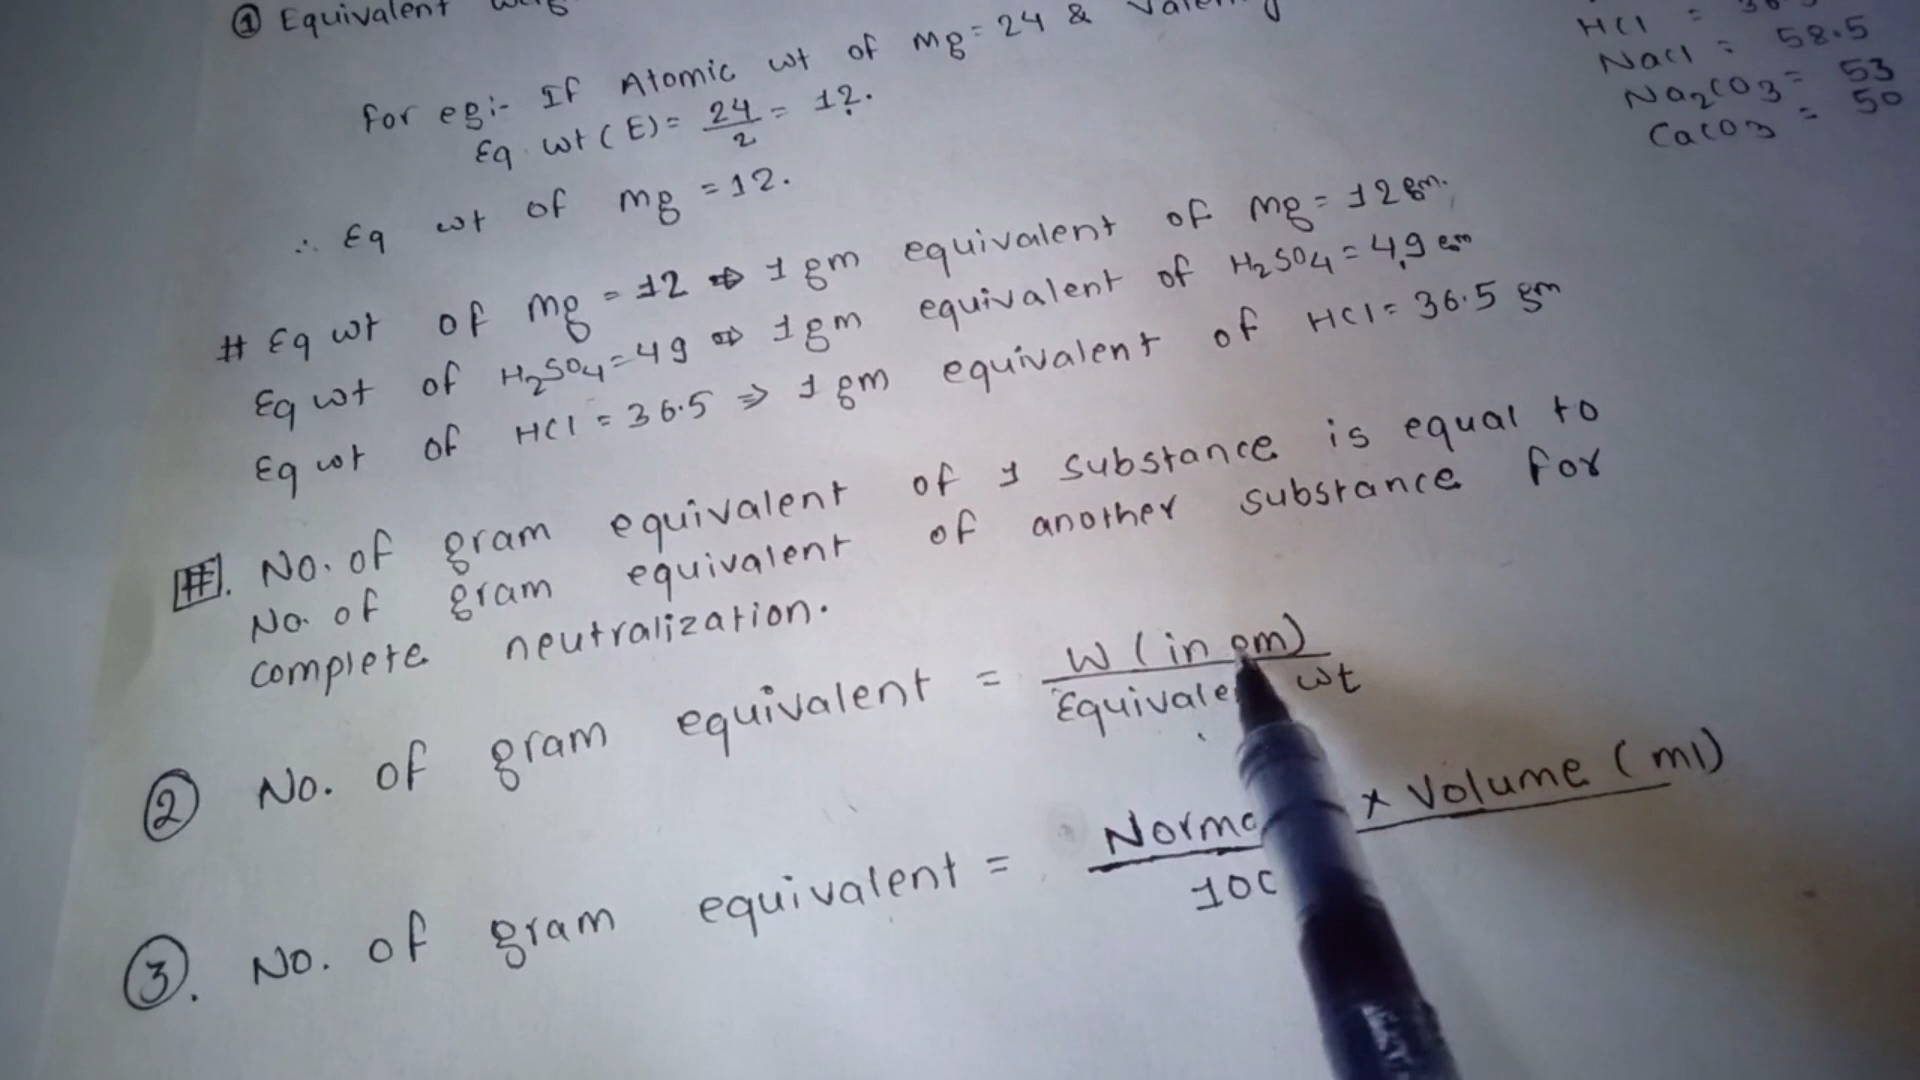 ① Equivalent
For eg:- If Atomic wt of Mg = 24 &
Eq. wt (E) = 24/2 = 12.
∴ Eq wt of Mg = 12.
# Eq wt of Mg = 12 ⇒ 1 gm equivalent of Mg = 12 gm.
Eq wt of H2SO4 = 49 ⇒ 1 gm equivalent of H2SO4 = 49 gm
Eq wt of HCl = 36.5 ⇒ 1 gm equivalent of HCl = 36.5 gm
#. No. of gram equivalent of 1 substance is equal to
No. of gram equivalent of another substance for
complete neutralization.
② No. of gram equivalent = W (in gm) / wt
③. No. of gram equivalent = × Volume (ml)
HCl =
NaCl = 58.5
Na2CO3 = 53
CaCO3 = 50